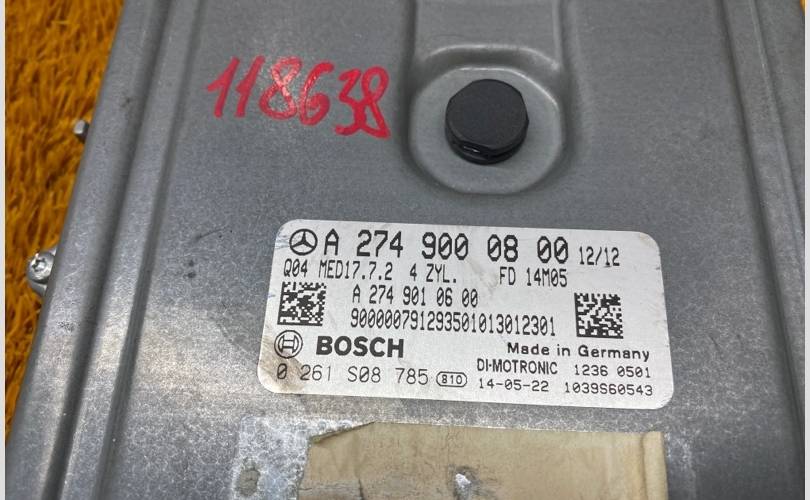 118638
A 274 900 08 00 12/12
Q04 MED17.7.2 4 ZYL. FD 14M05
A 274 901 06 00
900000791293501013012301
BOSCH Made in Germany
DI-MOTRONIC 1236 0501
0 261 S08 785 810 14-05-22 1039S60543